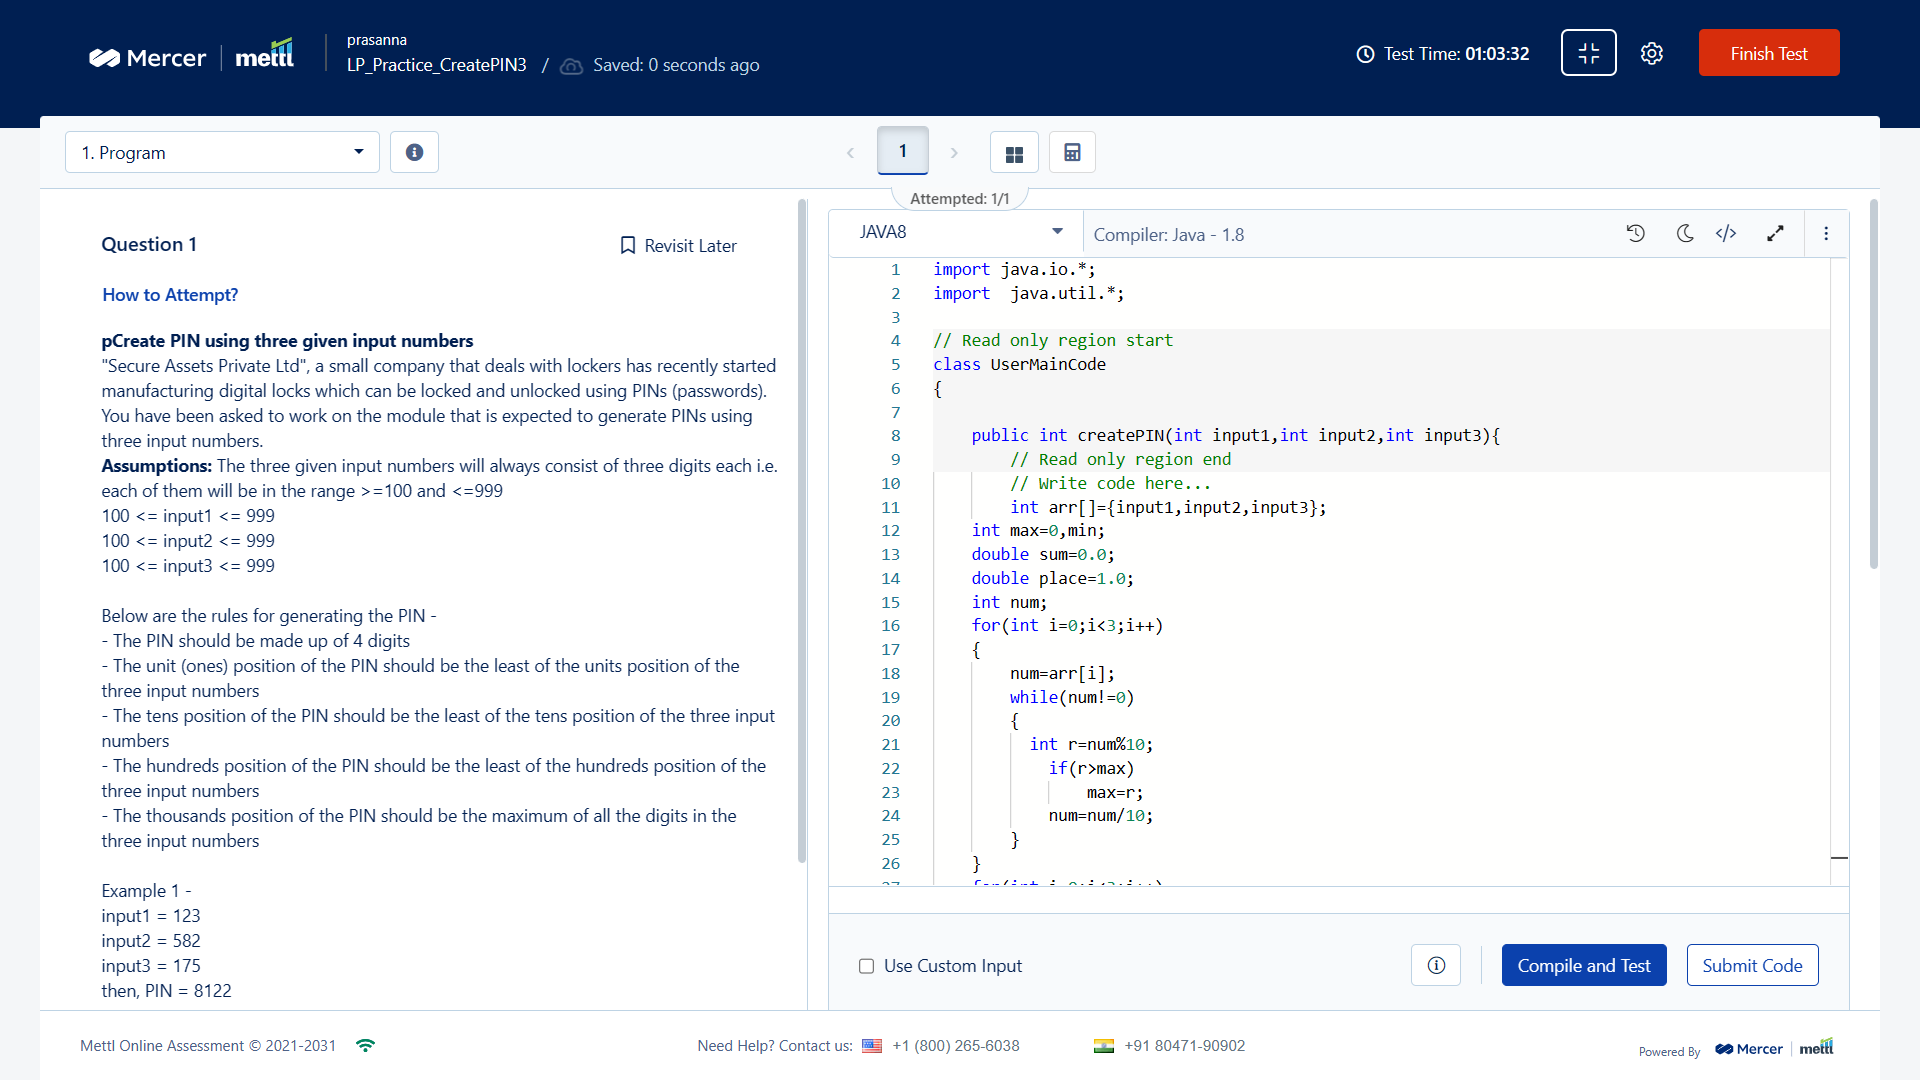 Mercer | mettl
prasanna
LP_Practice_CreatePIN3 / Saved: 0 seconds ago
Test Time: 01:03:32
Finish Test
1. Program
1
Attempted: 1/1
Question 1
Revisit Later
How to Attempt?
pCreate PIN using three given input numbers
"Secure Assets Private Ltd", a small company that deals with lockers has recently started
manufacturing digital locks which can be locked and unlocked using PINs (passwords).
You have been asked to work on the module that is expected to generate PINs using
three input numbers.
Assumptions: The three given input numbers will always consist of three digits each i.e.
each of them will be in the range >=100 and <=999
100 <= input1 <= 999
100 <= input2 <= 999
100 <= input3 <= 999
Below are the rules for generating the PIN -
- The PIN should be made up of 4 digits
- The unit (ones) position of the PIN should be the least of the units position of the
three input numbers
- The tens position of the PIN should be the least of the tens position of the three input
numbers
- The hundreds position of the PIN should be the least of the hundreds position of the
three input numbers
- The thousands position of the PIN should be the maximum of all the digits in the
three input numbers
Example 1 -
input1 = 123
input2 = 582
input3 = 175
then, PIN = 8122
JAVA8
Compiler: Java - 1.8
1 import java.io.*;
2 import  java.util.*;
3
4 // Read only region start
5 class UserMainCode
6 {
7
8     public int createPIN(int input1,int input2,int input3){
9         // Read only region end
10         // Write code here...
11         int arr[]={input1,input2,input3};
12     int max=0,min;
13     double sum=0.0;
14     double place=1.0;
15     int num;
16     for(int i=0;i<3;i++)
17     {
18         num=arr[i];
19         while(num!=0)
20         {
21           int r=num%10;
22             if(r>max)
23                 max=r;
24             num=num/10;
25         }
26     }
27     for(int i=0;i<3;i++)
Use Custom Input
Compile and Test
Submit Code
Mettl Online Assessment © 2021-2031
Need Help? Contact us: +1 (800) 265-6038
+91 80471-90902
Powered By Mercer | mettl